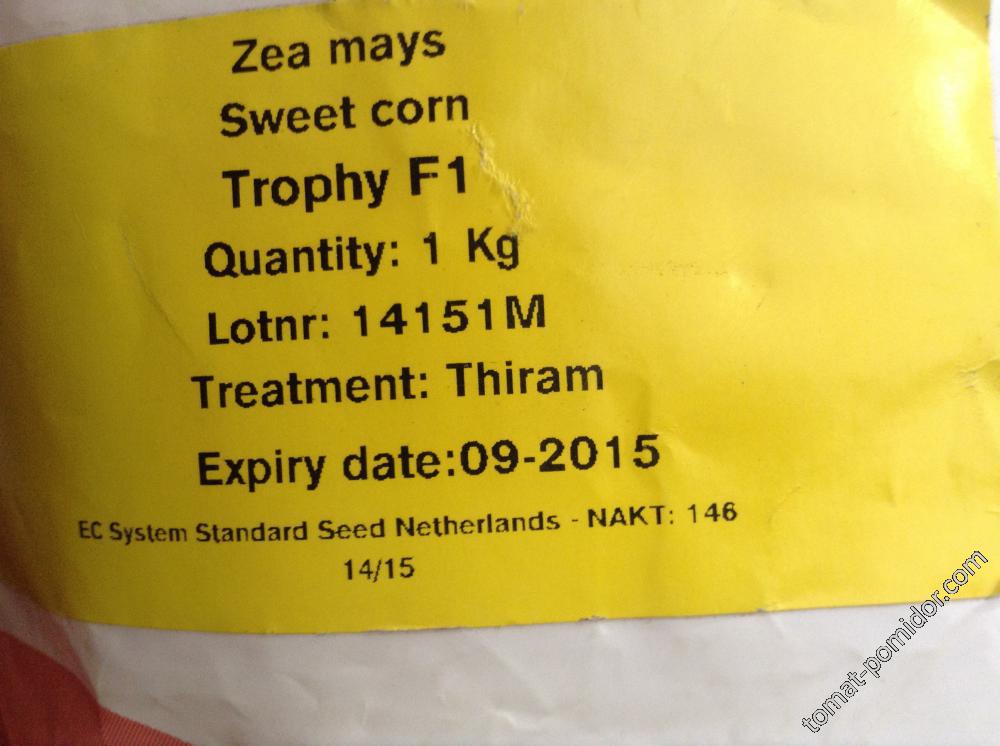 Zea mays
Sweet corn
Trophy F1
Quantity: 1 Kg
Lotnr: 14151M
Treatment: Thiram
Expiry date:09-2015
EC System Standard Seed Netherlands - NAKT: 146
14/15
tomat-pomidor.com